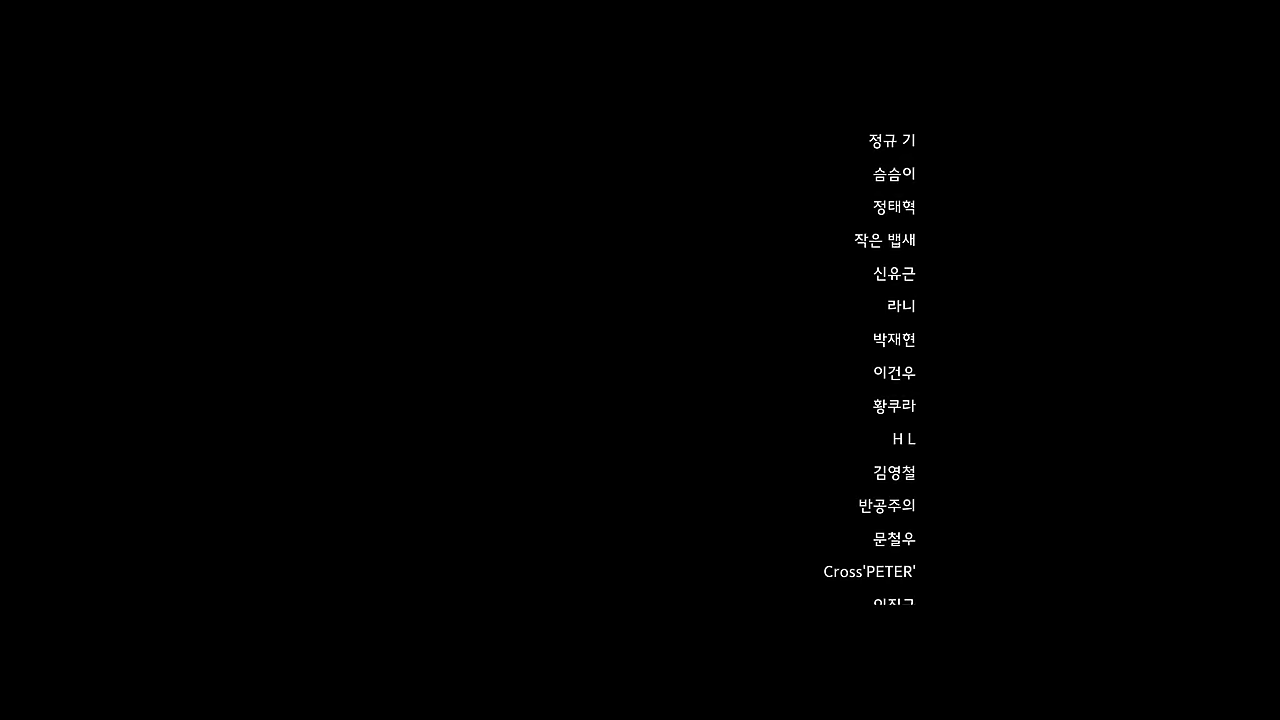 정규 기
슴슴이
정태혁
작은 뱁새
신유근
라니
박재현
이건우
황쿠라
H L
김영철
반공주의
문철우
Cross'PETER'